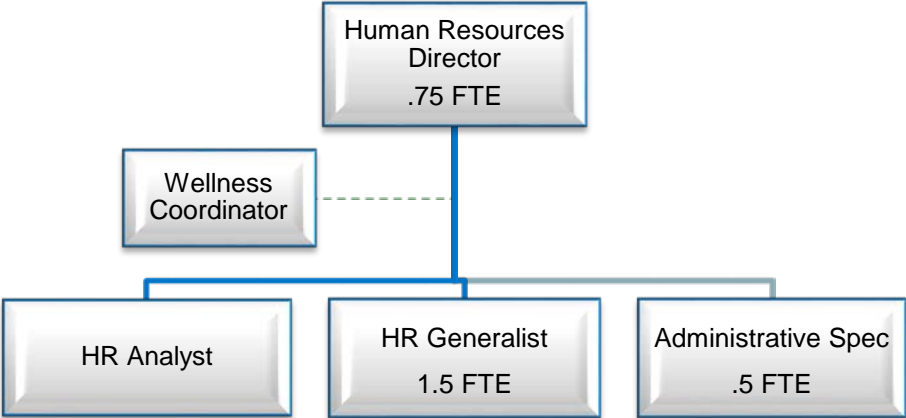 Human Resources
Director
.75 FTE
Wellness
Coordinator
HR Analyst
HR Generalist
1.5 FTE
Administrative Spec
.5 FTE